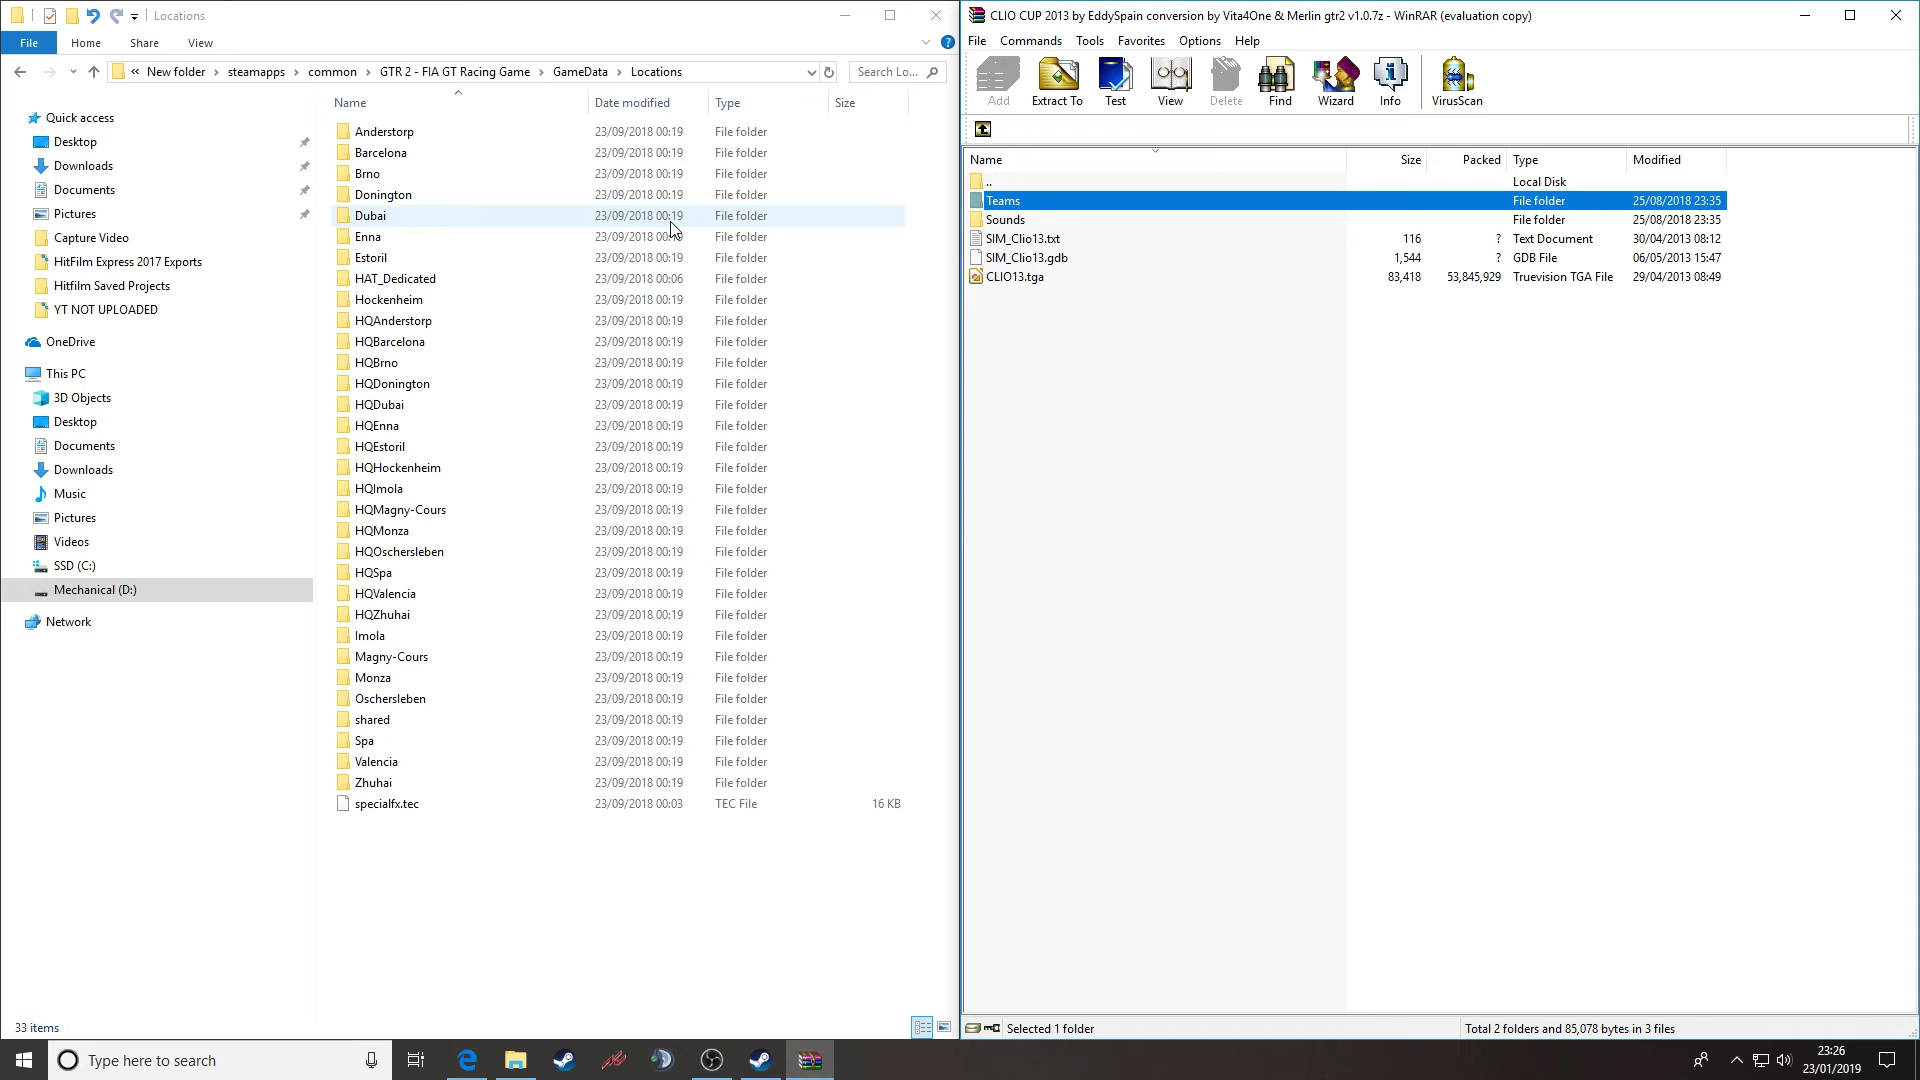 Locations
File Home Share View
« New folder › steamapps › common › GTR 2 - FIA GT Racing Game › GameData › Locations
Search Lo...
Quick access
Desktop
Downloads
Documents
Pictures
Capture Video
HitFilm Express 2017 Exports
Hitfilm Saved Projects
YT NOT UPLOADED
OneDrive
This PC
3D Objects
Desktop
Documents
Downloads
Music
Pictures
Videos
SSD (C:)
Mechanical (D:)
Network
Name Date modified Type Size
Anderstorp 23/09/2018 00:19 File folder
Barcelona 23/09/2018 00:19 File folder
Brno 23/09/2018 00:19 File folder
Donington 23/09/2018 00:19 File folder
Dubai 23/09/2018 00:19 File folder
Enna 23/09/2018 File folder
Estoril 23/09/2018 00:19 File folder
HAT_Dedicated 23/09/2018 00:06 File folder
Hockenheim 23/09/2018 00:19 File folder
HQAnderstorp 23/09/2018 00:19 File folder
HQBarcelona 23/09/2018 00:19 File folder
HQBrno 23/09/2018 00:19 File folder
HQDonington 23/09/2018 00:19 File folder
HQDubai 23/09/2018 00:19 File folder
HQEnna 23/09/2018 00:19 File folder
HQEstoril 23/09/2018 00:19 File folder
HQHockenheim 23/09/2018 00:19 File folder
HQImola 23/09/2018 00:19 File folder
HQMagny-Cours 23/09/2018 00:19 File folder
HQMonza 23/09/2018 00:19 File folder
HQOschersleben 23/09/2018 00:19 File folder
HQSpa 23/09/2018 00:19 File folder
HQValencia 23/09/2018 00:19 File folder
HQZhuhai 23/09/2018 00:19 File folder
Imola 23/09/2018 00:19 File folder
Magny-Cours 23/09/2018 00:19 File folder
Monza 23/09/2018 00:19 File folder
Oschersleben 23/09/2018 00:19 File folder
shared 23/09/2018 00:19 File folder
Spa 23/09/2018 00:19 File folder
Valencia 23/09/2018 00:19 File folder
Zhuhai 23/09/2018 00:19 File folder
specialfx.tec 23/09/2018 00:03 TEC File 16 KB
33 items
CLIO CUP 2013 by EddySpain conversion by Vita4One & Merlin gtr2 v1.0.7z - WinRAR (evaluation copy)
File Commands Tools Favorites Options Help
Add Extract To Test View Delete Find Wizard Info VirusScan
Name Size Packed Type Modified
.. Local Disk
Teams File folder 25/08/2018 23:35
Sounds File folder 25/08/2018 23:35
SIM_Clio13.txt 116 ? Text Document 30/04/2013 08:12
SIM_Clio13.gdb 1,544 ? GDB File 06/05/2013 15:47
CLIO13.tga 83,418 53,845,929 Truevision TGA File 29/04/2013 08:49
Selected 1 folder
Total 2 folders and 85,078 bytes in 3 files
Type here to search
23:26
23/01/2019